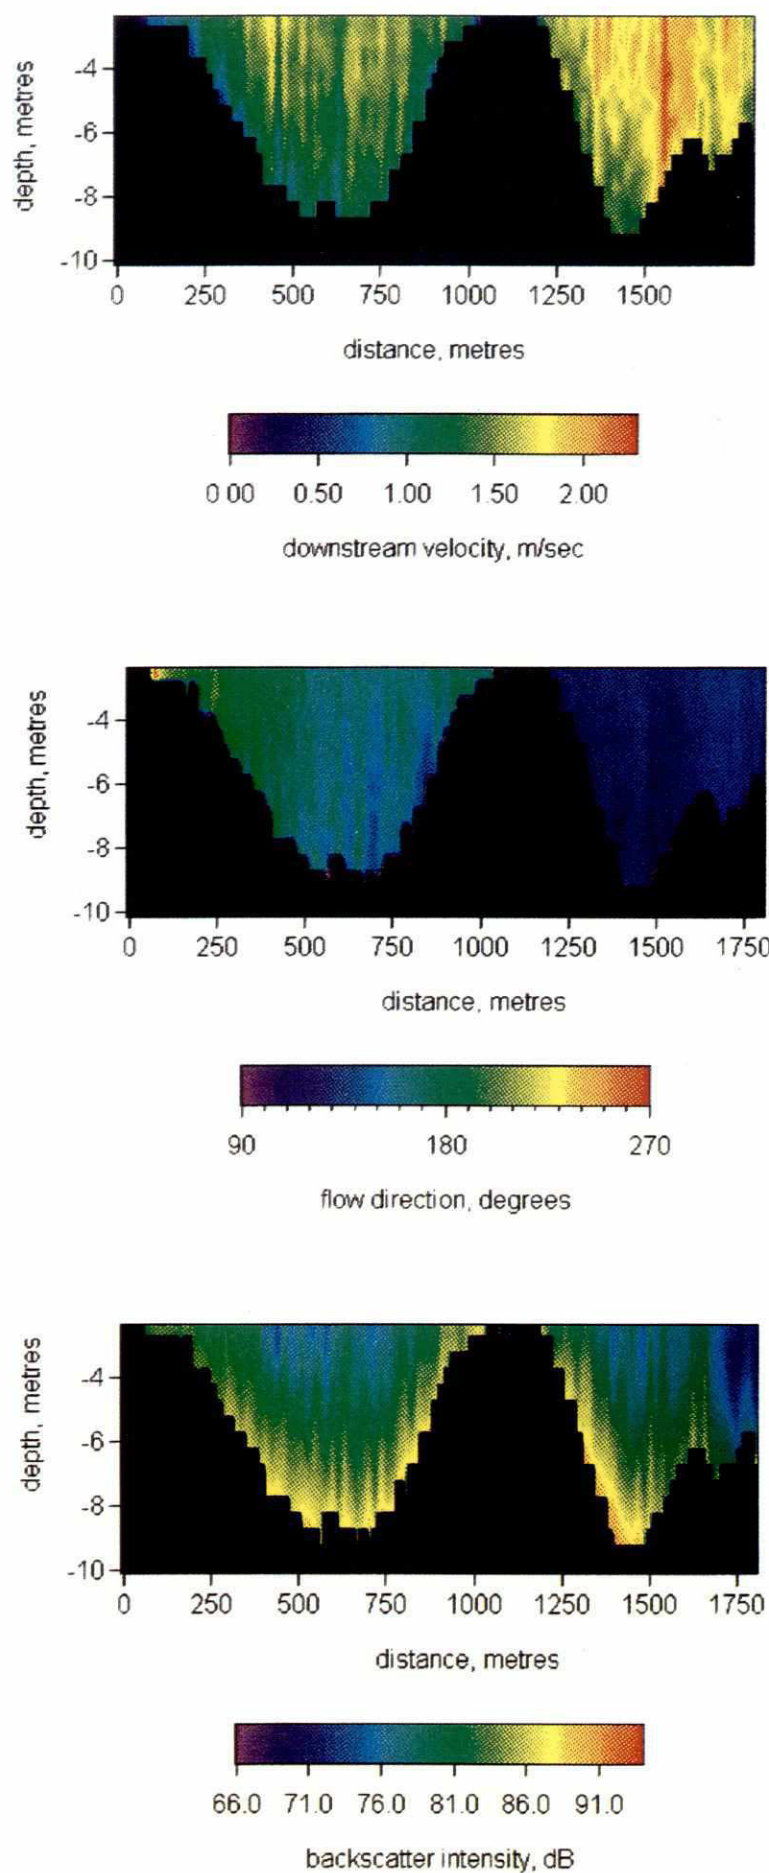 depth, metres
-4
-6
-8
-10
0 250 500 750 1000 1250 1500
distance, metres
0 00 0.50 1.00 1.50 2.00
downstream velocity, m/sec
depth, metres
-4
-6
-8
-10
0 250 500 750 1000 1250 1500 1750
distance, metres
90 180 270
flow direction, degrees
depth, metres
-4
-6
-8
-10
0 250 500 750 1000 1250 1500 1750
distance, metres
66.0 71.0 76.0 81.0 86.0 91.0
backscatter intensity, dB